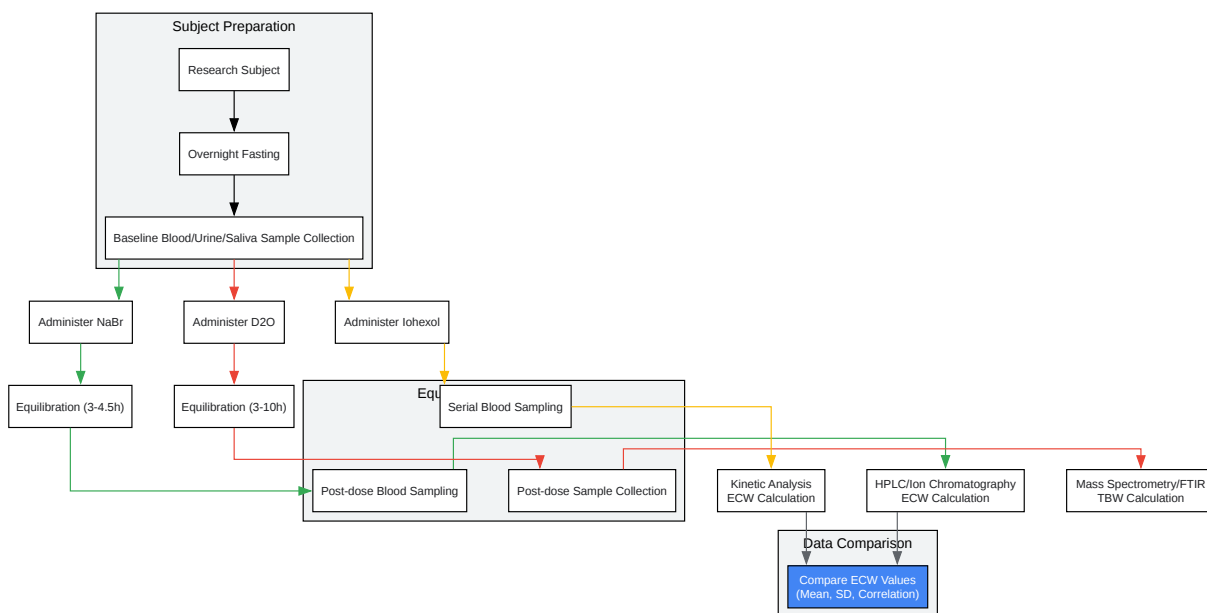 Subject Preparation
Research Subject
Overnight Fasting
Baseline Blood/Urine/Saliva Sample Collection
Administer NaBr
Administer D2O
Administer Iohexol
Equilibration (3-4.5h)
Equilibration (3-10h)
Serial Blood Sampling
Post-dose Blood Sampling
Post-dose Sample Collection
Kinetic Analysis
ECW Calculation
HPLC/Ion Chromatography
ECW Calculation
Mass Spectrometry/FTIR
TBW Calculation
Data Comparison
Compare ECW Values
(Mean, SD, Correlation)